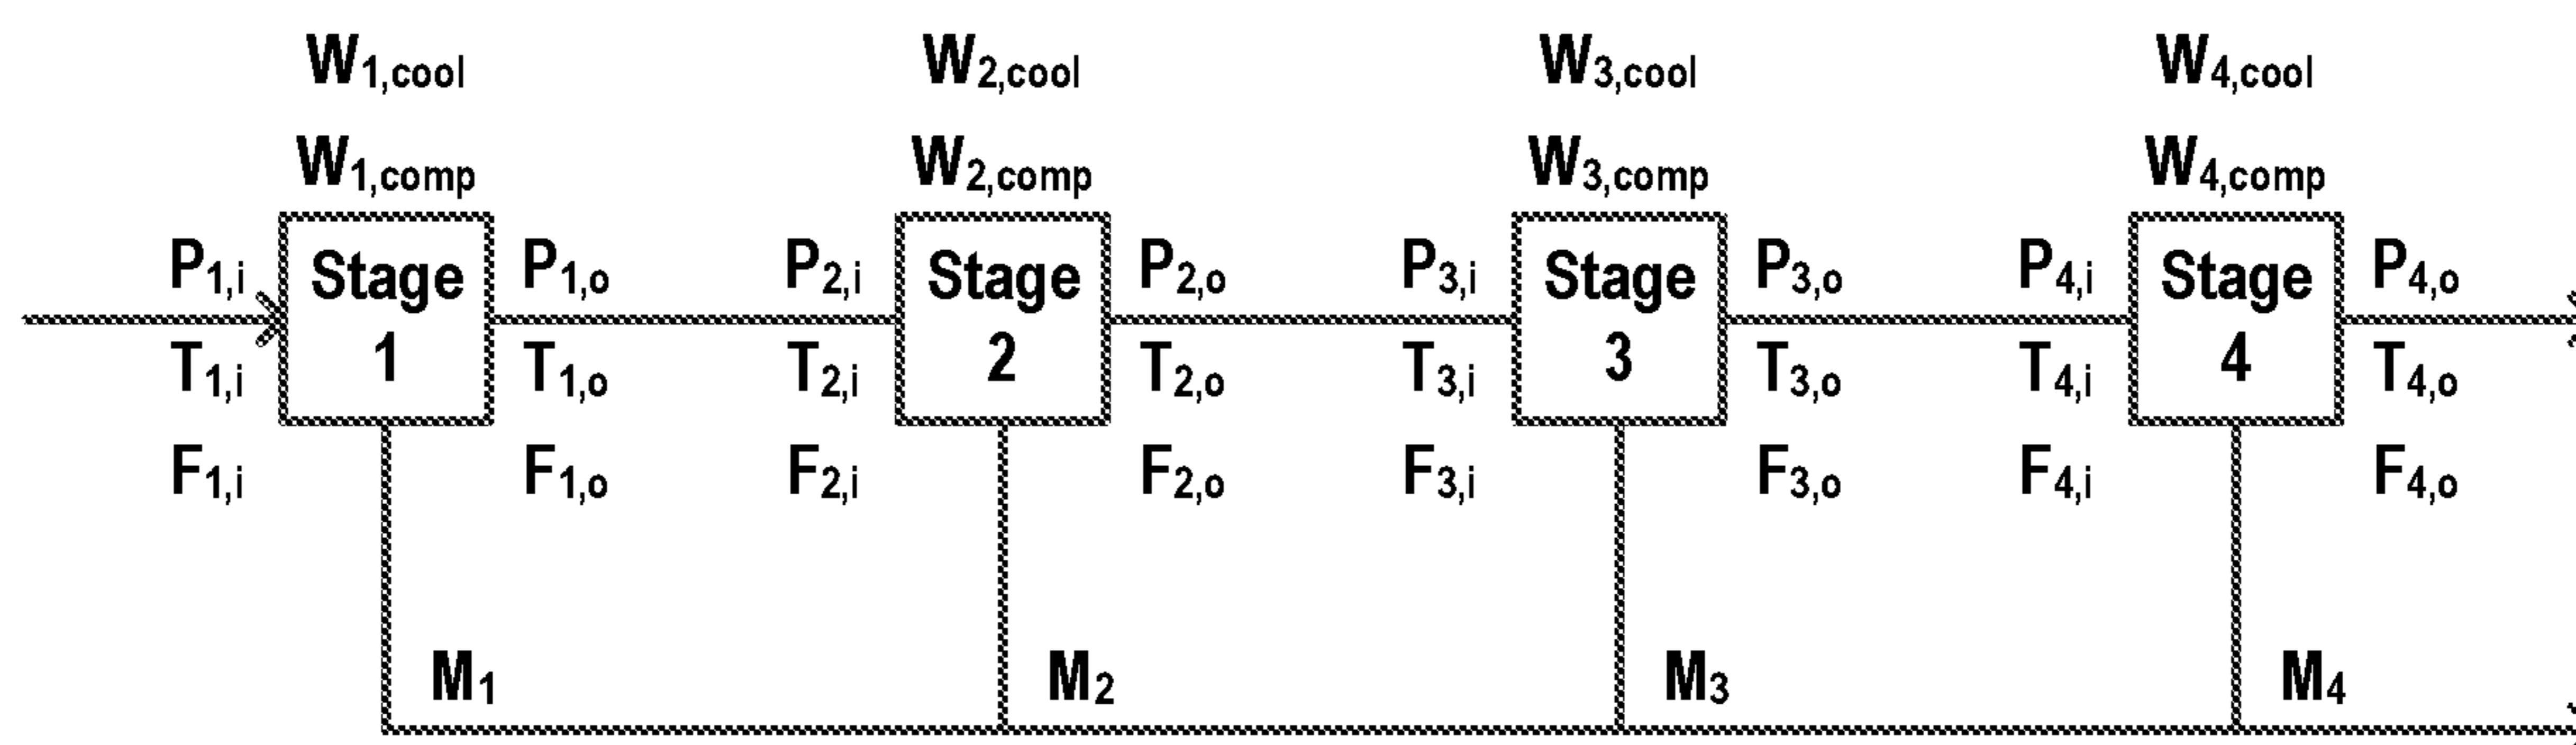 W1,cool W2,cool W3,cool W4,cool
W1,comp W2,comp W3,comp W4,comp
P1,i Stage P1,o P2,i Stage P2,o P3,i Stage P3,o P4,i Stage P4,o
T1,i 1 T1,o T2,i 2 T2,o T3,i 3 T3,o T4,i 4 T4,o
F1,i F1,o F2,i F2,o F3,i F3,o F4,i F4,o
M1 M2 M3 M4